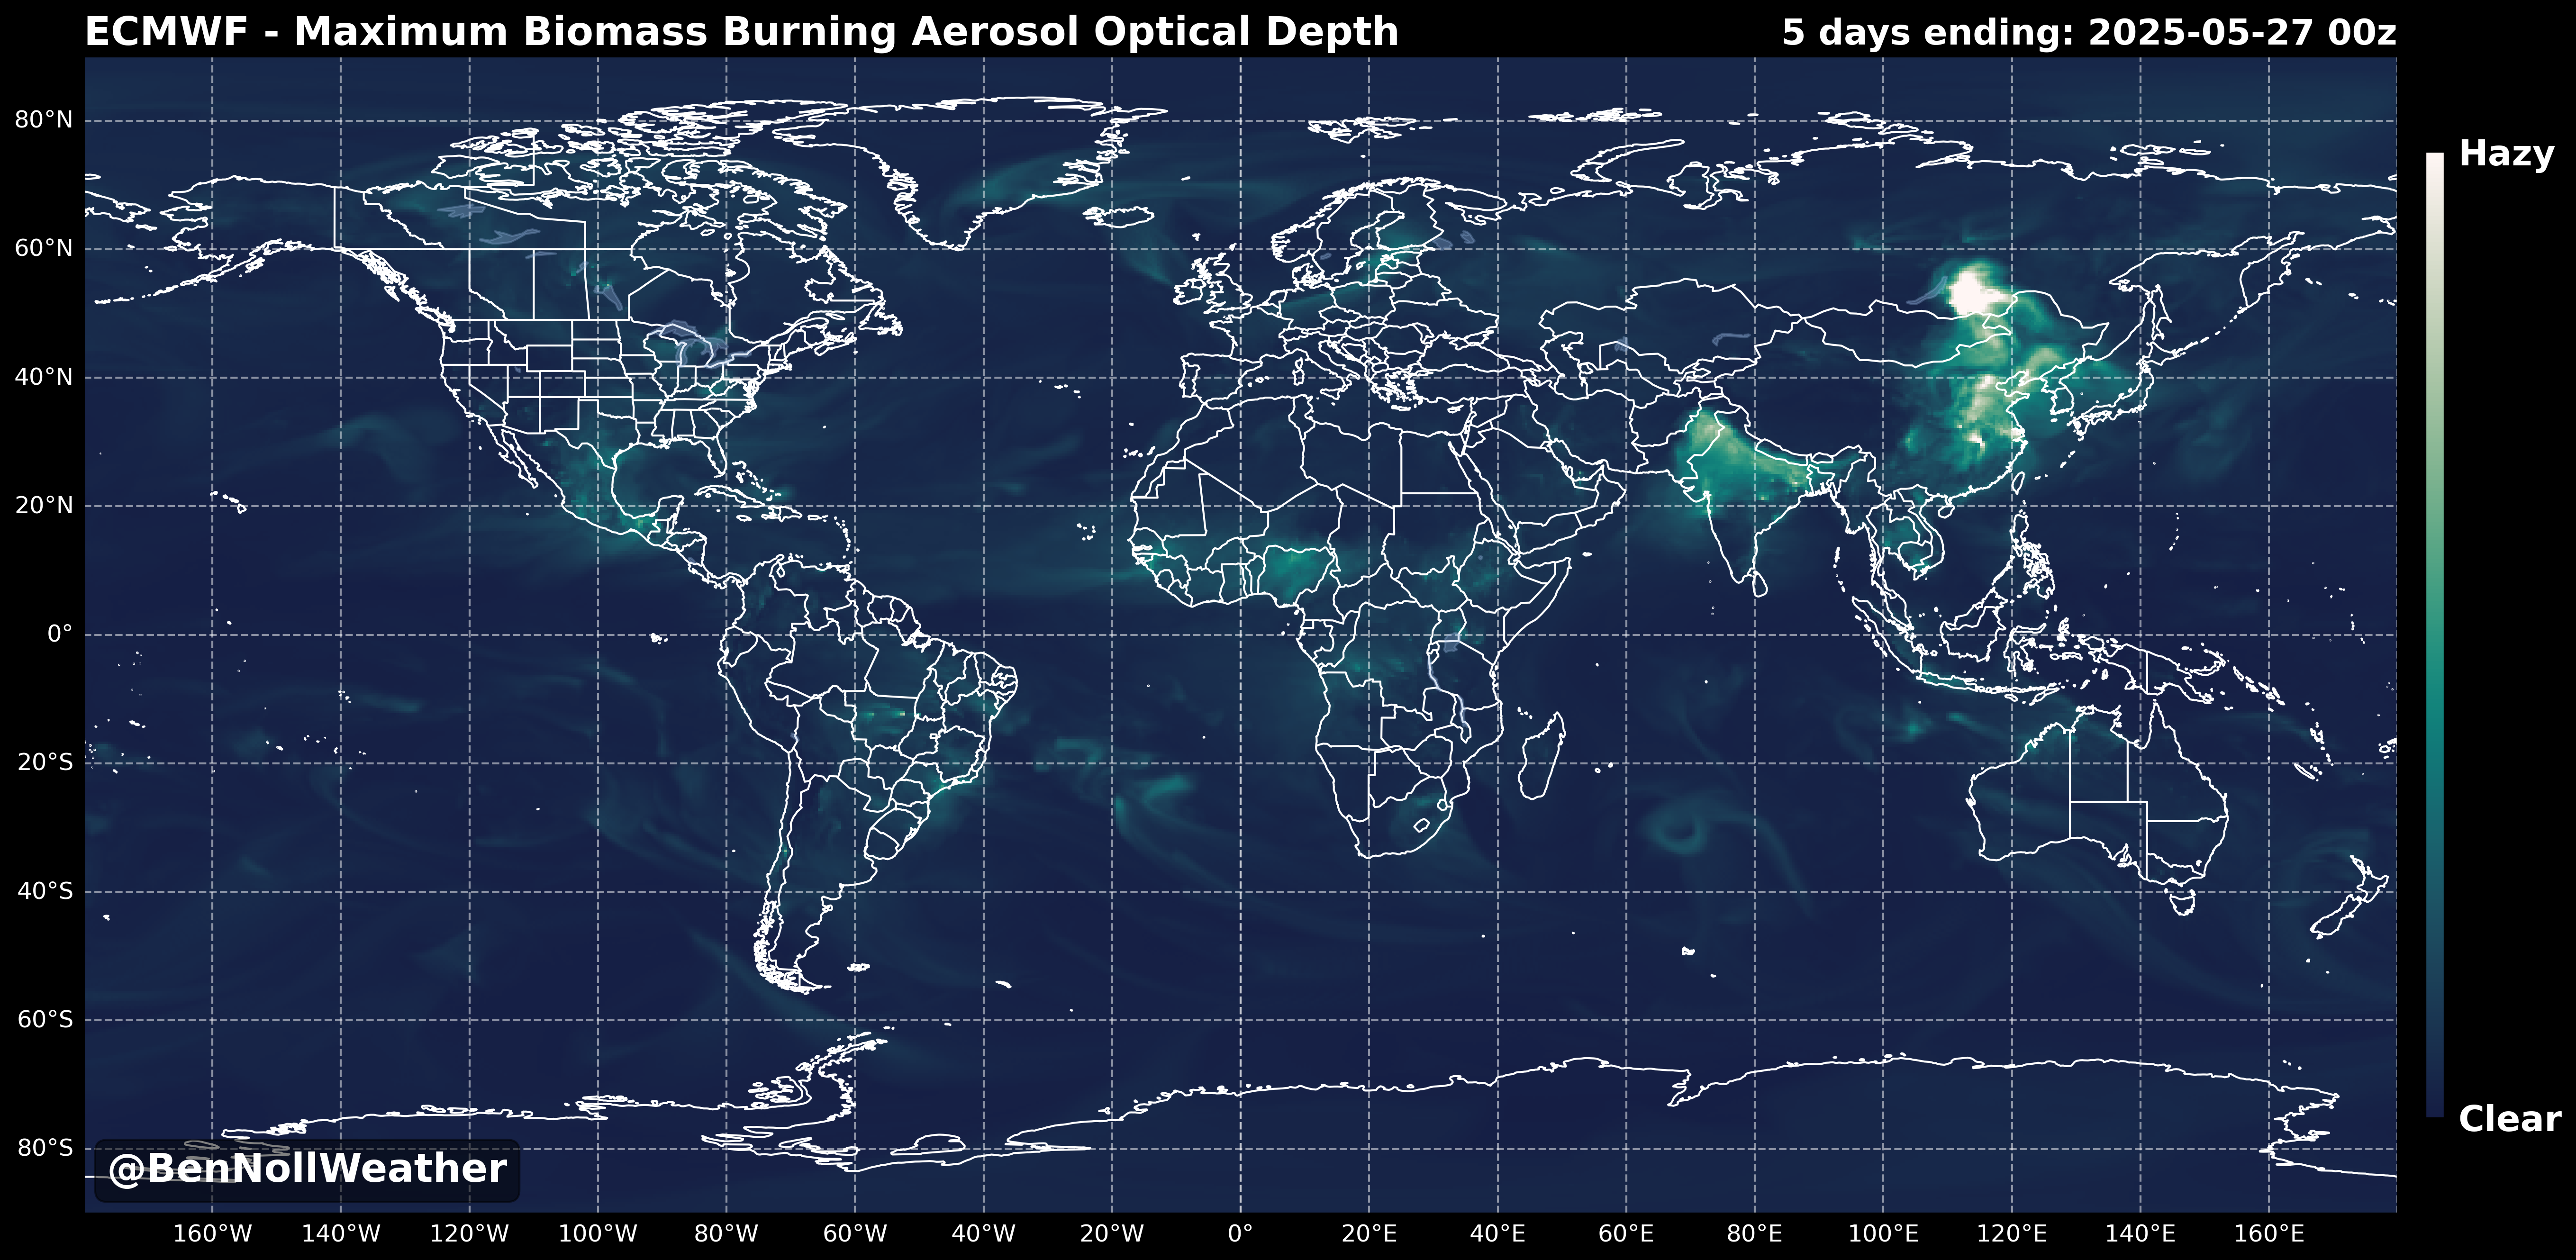 ECMWF - Maximum Biomass Burning Aerosol Optical Depth
5 days ending: 2025-05-27 00z
Hazy
80°N
60°N
40°N
20°N
0°
20°S
40°S
60°S
80°S
Clear
@BenNollWeather
160°W 140°W 120°W 100°W 80°W 60°W 40°W 20°W 0° 20°E 40°E 60°E 80°E 100°E 120°E 140°E 160°E